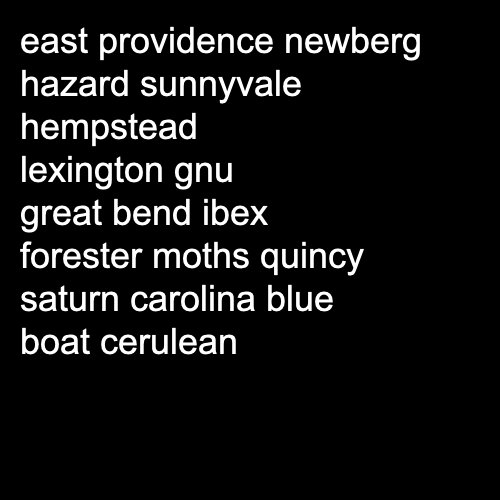 east providence newberg
hazard sunnyvale
hempstead
lexington gnu
great bend ibex
forester moths quincy
saturn carolina blue
boat cerulean